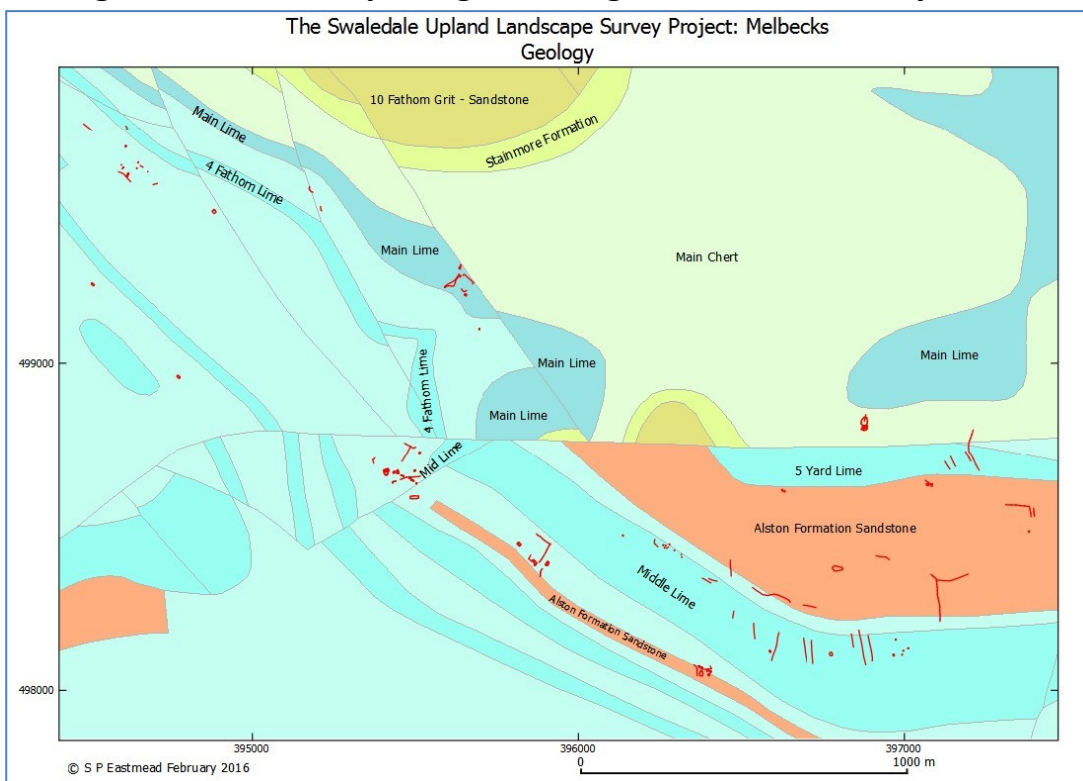 The Swaledale Upland Landscape Survey Project: Melbecks
Geology
10 Fathom Grit - Sandstone
Main Lime
Stainmore Formation
4 Fathom Lime
Main Lime
Main Chert
499000
Main Lime
Main Lime
4 Fathom Lime
Main Lime
Mid Lime
5 Yard Lime
Alston Formation Sandstone
Middle Lime
Alston Formation Sandstone
498000
395000
396000
397000
© S P Eastmead February 2016
0
1000 m